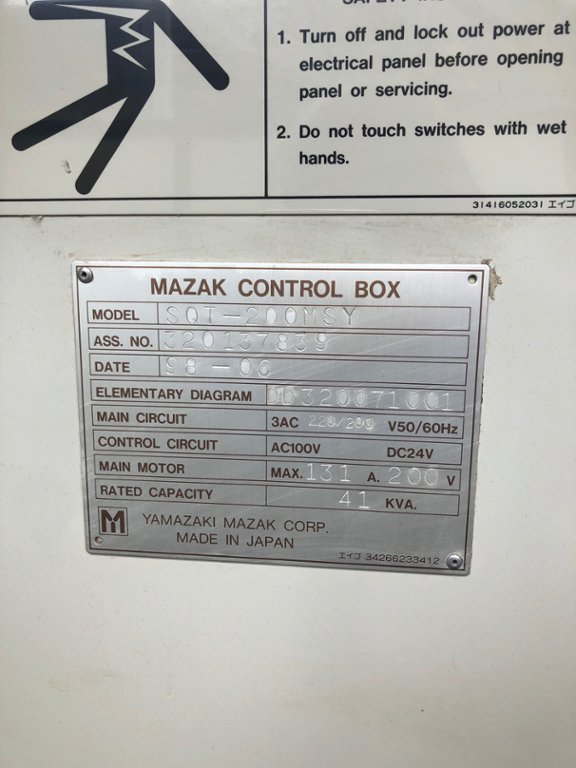 1. Turn off and lock out power at
electrical panel before opening
panel or servicing.
2. Do not touch switches with wet
hands.
31416052031 エイゴ
MAZAK CONTROL BOX
MODEL SQT-200MSY
ASS. NO. 320137839
DATE 98-06
ELEMENTARY DIAGRAM DD320071001
MAIN CIRCUIT 3AC 220/200 V50/60Hz
CONTROL CIRCUIT AC100V DC24V
MAIN MOTOR MAX. 131 A. 200 V
RATED CAPACITY 41 KVA.
YAMAZAKI MAZAK CORP.
MADE IN JAPAN
エイゴ 34266233412